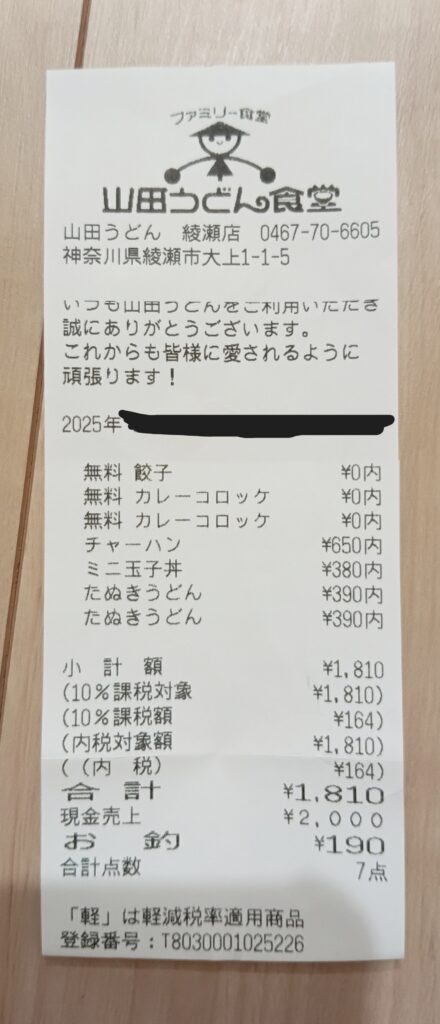 ファミリー食堂
山田うどん食堂
山田うどん 綾瀬店 0467-70-6605
神奈川県綾瀬市大上1-1-5
いつも山田うどんをご利用いただき
誠にありがとうございます。
これからも皆様に愛されるように
頑張ります！
2025年
無料 餃子 ¥0内
無料 カレーコロッケ ¥0内
無料 カレーコロッケ ¥0内
チャーハン ¥650内
ミニ玉子丼 ¥380内
たぬきうどん ¥390内
たぬきうどん ¥390内
小 計 額 ¥1,810
(10％課税対象 ¥1,810)
(10％課税額 ¥164)
(内税対象額 ¥1,810)
( (内 税) ¥164)
合 計 ¥1,810
現金売上 ¥2,000
お 釣 ¥190
合計点数 7点
「軽」は軽減税率適用商品
登録番号：T8030001025226